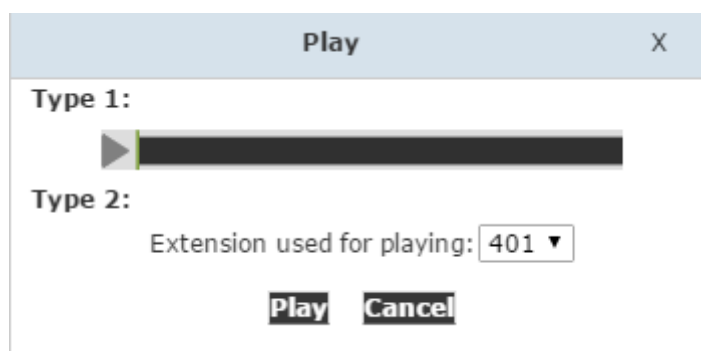 Play X
Type 1:
Type 2:
Extension used for playing: 401
Play Cancel